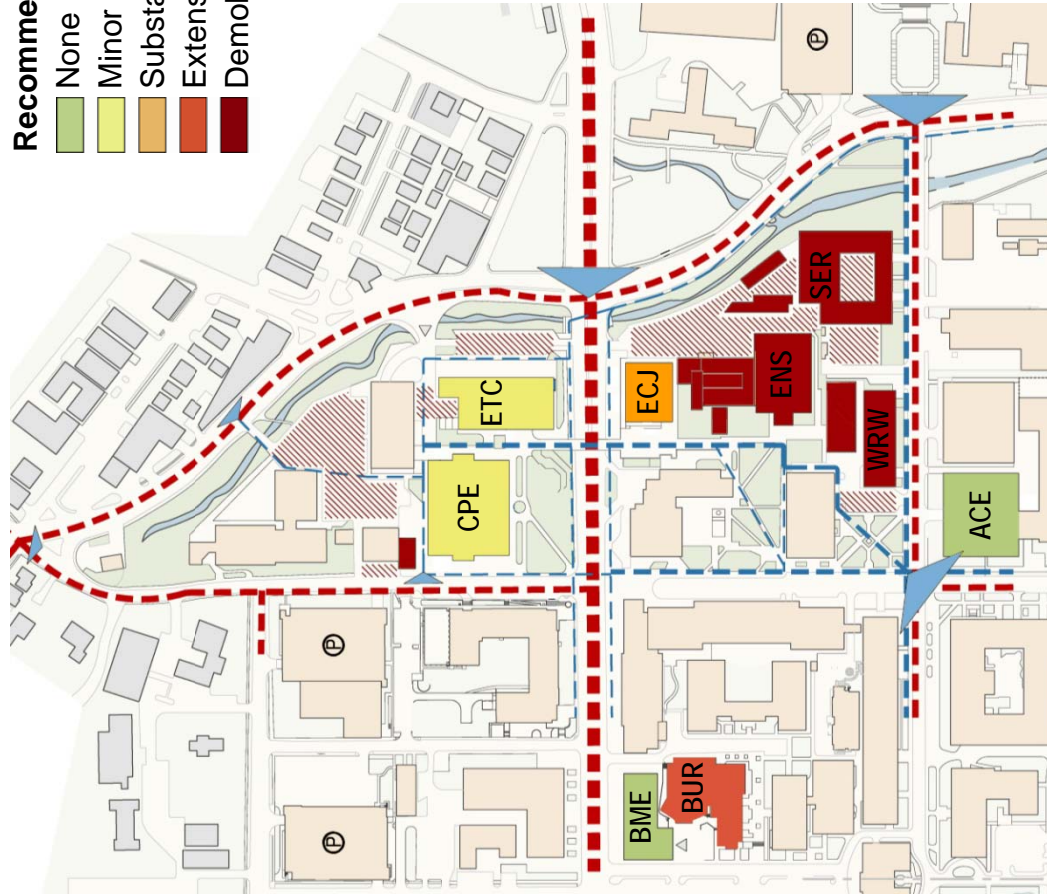 Recomme
None
Minor
Substa
Extens
Demol
P
ETC
CPE
ECJ
SER
ENS
WRW
ACE
P
P
BME
BUR